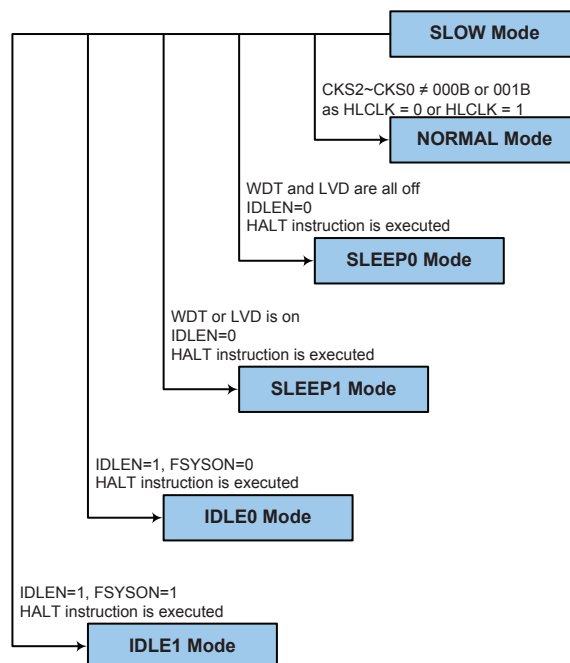 SLOW Mode
CKS2~CKS0 ≠ 000B or 001B
as HLCLK = 0 or HLCLK = 1
NORMAL Mode
WDT and LVD are all off
IDLEN=0
HALT instruction is executed
SLEEP0 Mode
WDT or LVD is on
IDLEN=0
HALT instruction is executed
SLEEP1 Mode
IDLEN=1, FSYSON=0
HALT instruction is executed
IDLE0 Mode
IDLEN=1, FSYSON=1
HALT instruction is executed
IDLE1 Mode